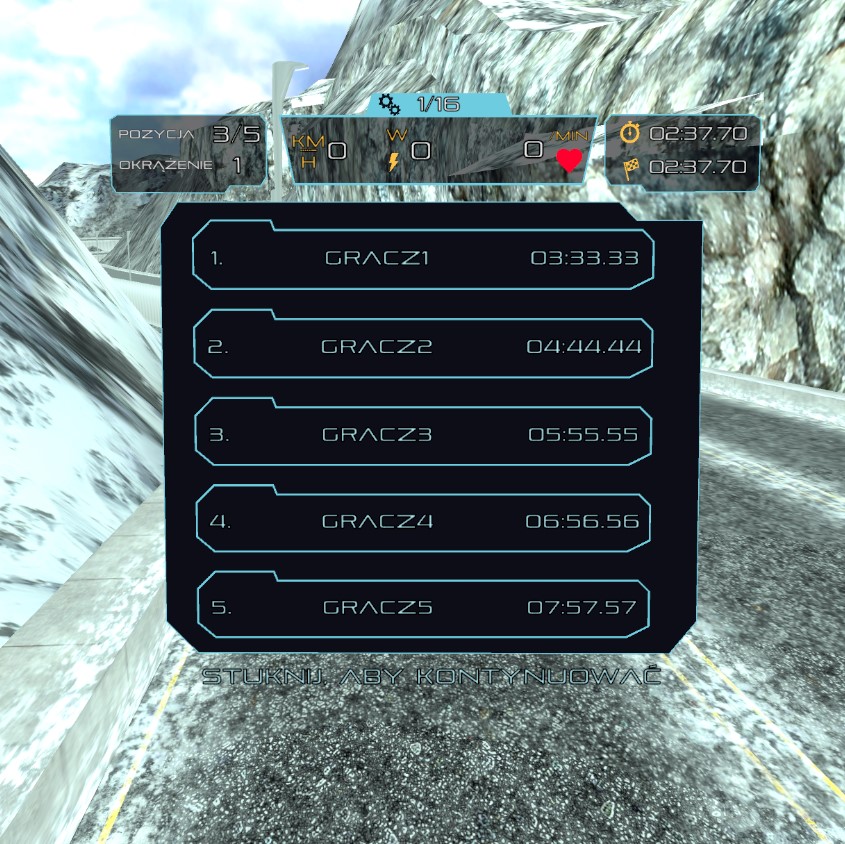 1/16
POZYCJA 3/5
OKRĄŻENIE 1
KM/H 0
W 0
0 /MIN
02:37.70
02:37.70
1. GRACZ1 03:33.33
2. GRACZ2 04:44.44
3. GRACZ3 05:55.55
4. GRACZ4 06:56.56
5. GRACZ5 07:57.57
STUKNIJ, ABY KONTYNUOWAĆ